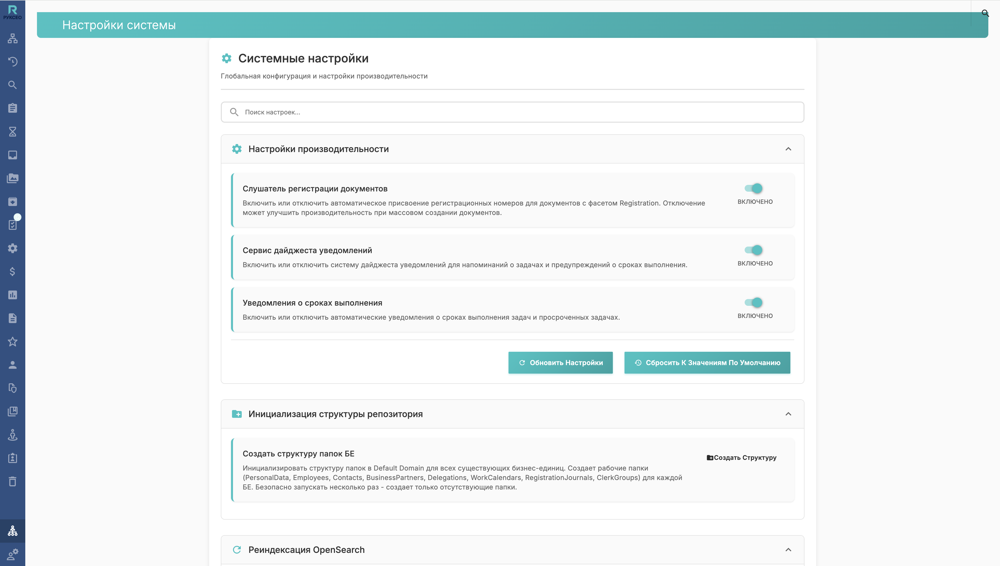 РУКСЕО
Настройки системы
Системные настройки
Глобальная конфигурация и настройки производительности
Поиск настроек...
Настройки производительности
Слушатель регистрации документов
Включить или отключить автоматическое присвоение регистрационных номеров для документов с фасетом Registration. Отключение
может улучшить производительность при массовом создании документов.
ВКЛЮЧЕНО
Сервис дайджеста уведомлений
Включить или отключить систему дайджеста уведомлений для напоминаний о задачах и предупреждений о сроках выполнения.
ВКЛЮЧЕНО
Уведомления о сроках выполнения
Включить или отключить автоматические уведомления о сроках выполнения задач и просроченных задачах.
ВКЛЮЧЕНО
Обновить Настройки
Сбросить К Значениям По Умолчанию
Инициализация структуры репозитория
Создать структуру папок БЕ
Инициализировать структуру папок в Default Domain для всех существующих бизнес-единиц. Создает рабочие папки
(PersonalData, Employees, Contacts, BusinessPartners, Delegations, WorkCalendars, RegistrationJournals, ClerkGroups) для каждой
БЕ. Безопасно запускать несколько раз - создает только отсутствующие папки.
Создать Структуру
Реиндексация OpenSearch